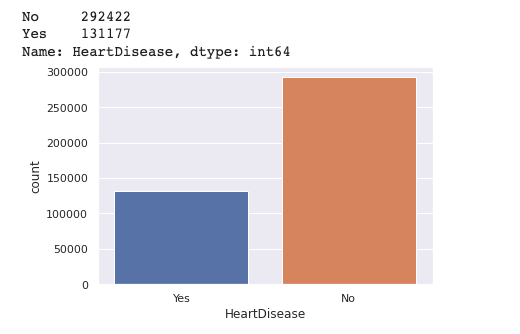 No 292422
Yes 131177
Name: HeartDisease, dtype: int64
300000
250000
200000
150000
100000
50000
0
count
Yes No
HeartDisease